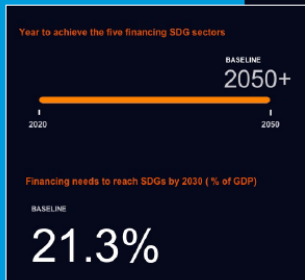 Year to achieve the five financing SDG sectors
BASELINE
2050+
2020 2050
Financing needs to reach SDGs by 2030 ( % of GDP)
BASELINE
21.3%